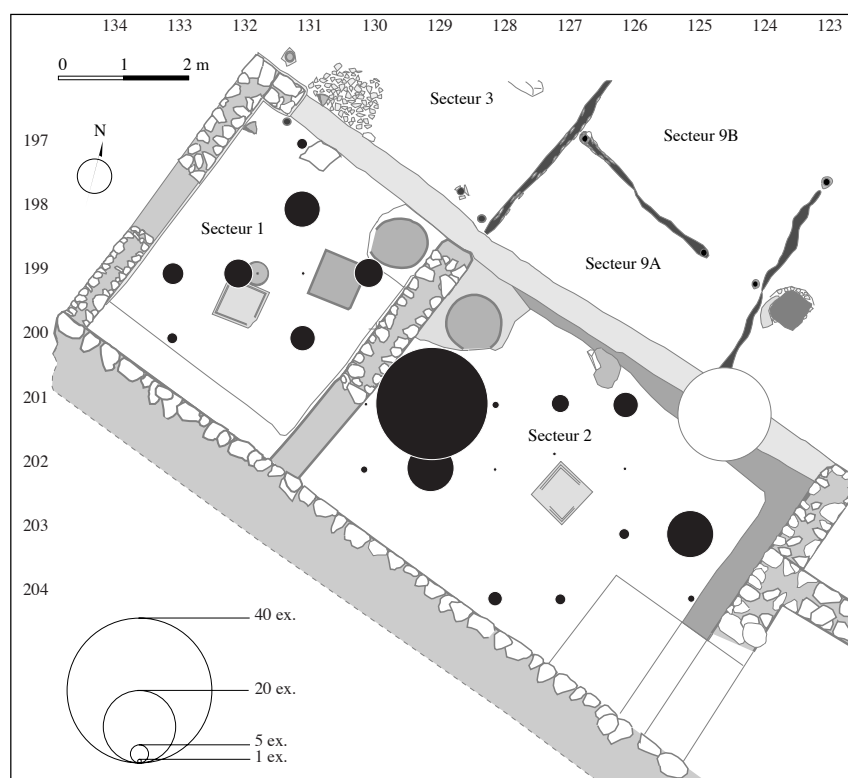 134 133 132 131 130 129 128 127 126 125 124 123
0 1 2 m
N
197
198
199
200
201
202
203
204
Secteur 3
Secteur 9B
Secteur 1
Secteur 9A
Secteur 2
40 ex.
20 ex.
5 ex.
1 ex.